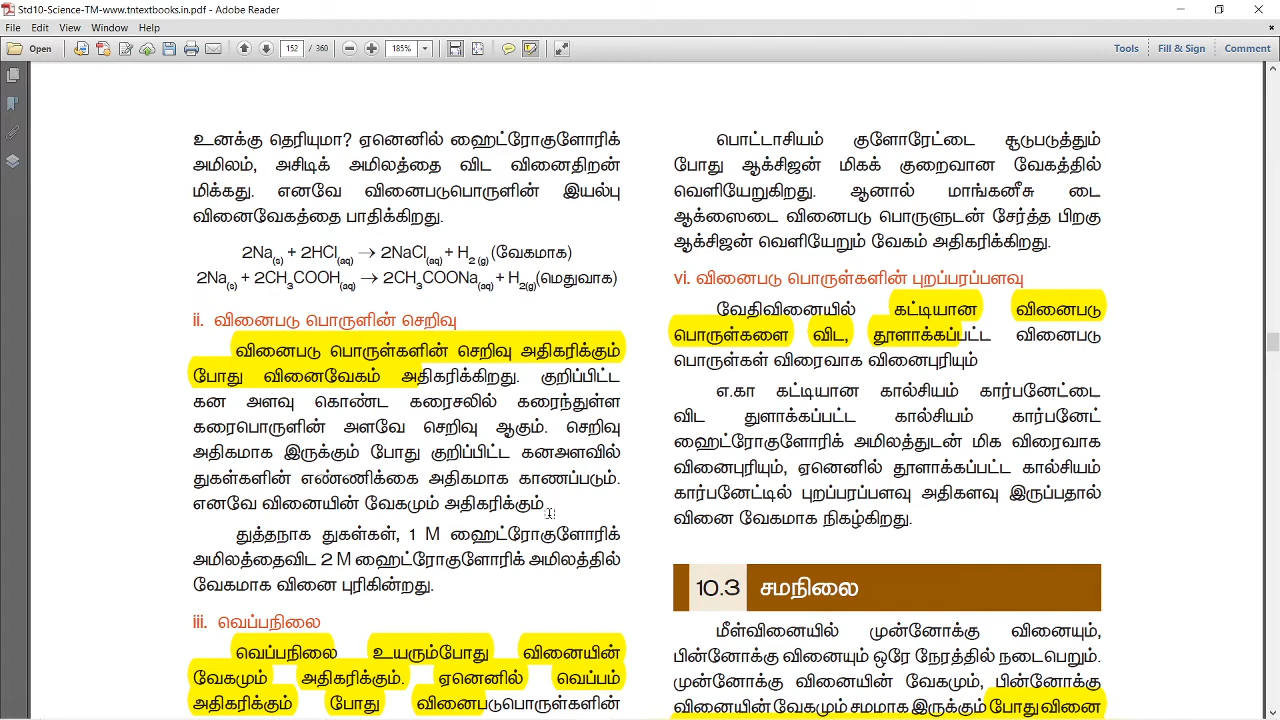 Std10-Science-TM-www.tntextbooks.in.pdf - Adobe Reader
File Edit View Window Help
Open 152 / 360 185% Tools Fill & Sign Comment
உனக்கு தெரியுமா? ஏனெனில் ஹைட்ரோகுளோரிக்
அமிலம், அசிடிக் அமிலத்தை விட வினைதிறன்
மிக்கது. எனவே வினைபடுபொருளின் இயல்பு
வினைவேகத்தை பாதிக்கிறது.
2Na(s) + 2HCl(aq) → 2NaCl(aq) + H2 (g) (வேகமாக)
2Na(s) + 2CH3COOH(aq) → 2CH3COONa(aq) + H2(g)(மெதுவாக)
ii. வினைபடு பொருளின் செறிவு
வினைபடு பொருள்களின் செறிவு அதிகரிக்கும்
போது வினைவேகம் அதிகரிக்கிறது. குறிப்பிட்ட
கன அளவு கொண்ட கரைசலில் கரைந்துள்ள
கரைபொருளின் அளவே செறிவு ஆகும். செறிவு
அதிகமாக இருக்கும் போது குறிப்பிட்ட கனஅளவில்
துகள்களின் எண்ணிக்கை அதிகமாக காணப்படும்.
எனவே வினையின் வேகமும் அதிகரிக்கும்.
துத்தநாக துகள்கள், 1 M ஹைட்ரோகுளோரிக்
அமிலத்தைவிட 2 M ஹைட்ரோகுளோரிக் அமிலத்தில்
வேகமாக வினை புரிகின்றது.
iii. வெப்பநிலை
வெப்பநிலை உயரும்போது வினையின்
வேகமும் அதிகரிக்கும். ஏனெனில் வெப்பம்
அதிகரிக்கும் போது வினைபடுபொருள்களின்
பொட்டாசியம் குளோரேட்டை சூடுபடுத்தும்
போது ஆக்சிஜன் மிகக் குறைவான வேகத்தில்
வெளியேறுகிறது. ஆனால் மாங்கனீசு டை
ஆக்ஸைடை வினைபடு பொருளுடன் சேர்த்த பிறகு
ஆக்சிஜன் வெளியேறும் வேகம் அதிகரிக்கிறது.
vi. வினைபடு பொருள்களின் புறப்பரப்பளவு
வேதிவினையில் கட்டியான வினைபடு
பொருள்களை விட, தூளாக்கப்பட்ட வினைபடு
பொருள்கள் விரைவாக வினைபுரியும்
எ.கா கட்டியான கால்சியம் கார்பனேட்டை
விட துளாக்கப்பட்ட கால்சியம் கார்பனேட்
ஹைட்ரோகுளோரிக் அமிலத்துடன் மிக விரைவாக
வினைபுரியும், ஏனெனில் தூளாக்கப்பட்ட கால்சியம்
கார்பனேட்டில் புறப்பரப்பளவு அதிகளவு இருப்பதால்
வினை வேகமாக நிகழ்கிறது.
10.3 சமநிலை
மீள்வினையில் முன்னோக்கு வினையும்,
பின்னோக்கு வினையும் ஒரே நேரத்தில் நடைபெறும்.
முன்னோக்கு வினையின் வேகமும், பின்னோக்கு
வினையின் வேகமும் சமமாக இருக்கும் போது வினை